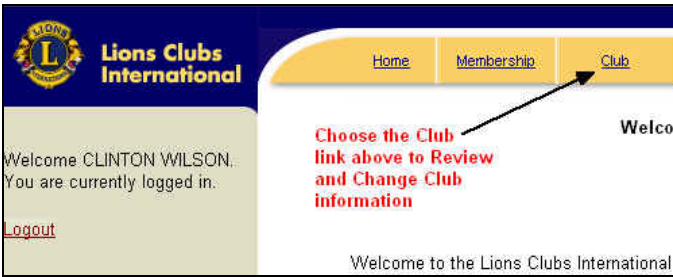 LIONS
L
Lions Clubs
International
Home Membership Club
Welcome CLINTON WILSON.
You are currently logged in.
Logout
Choose the Club
link above to Review
and Change Club
information
Welco
Welcome to the Lions Clubs International